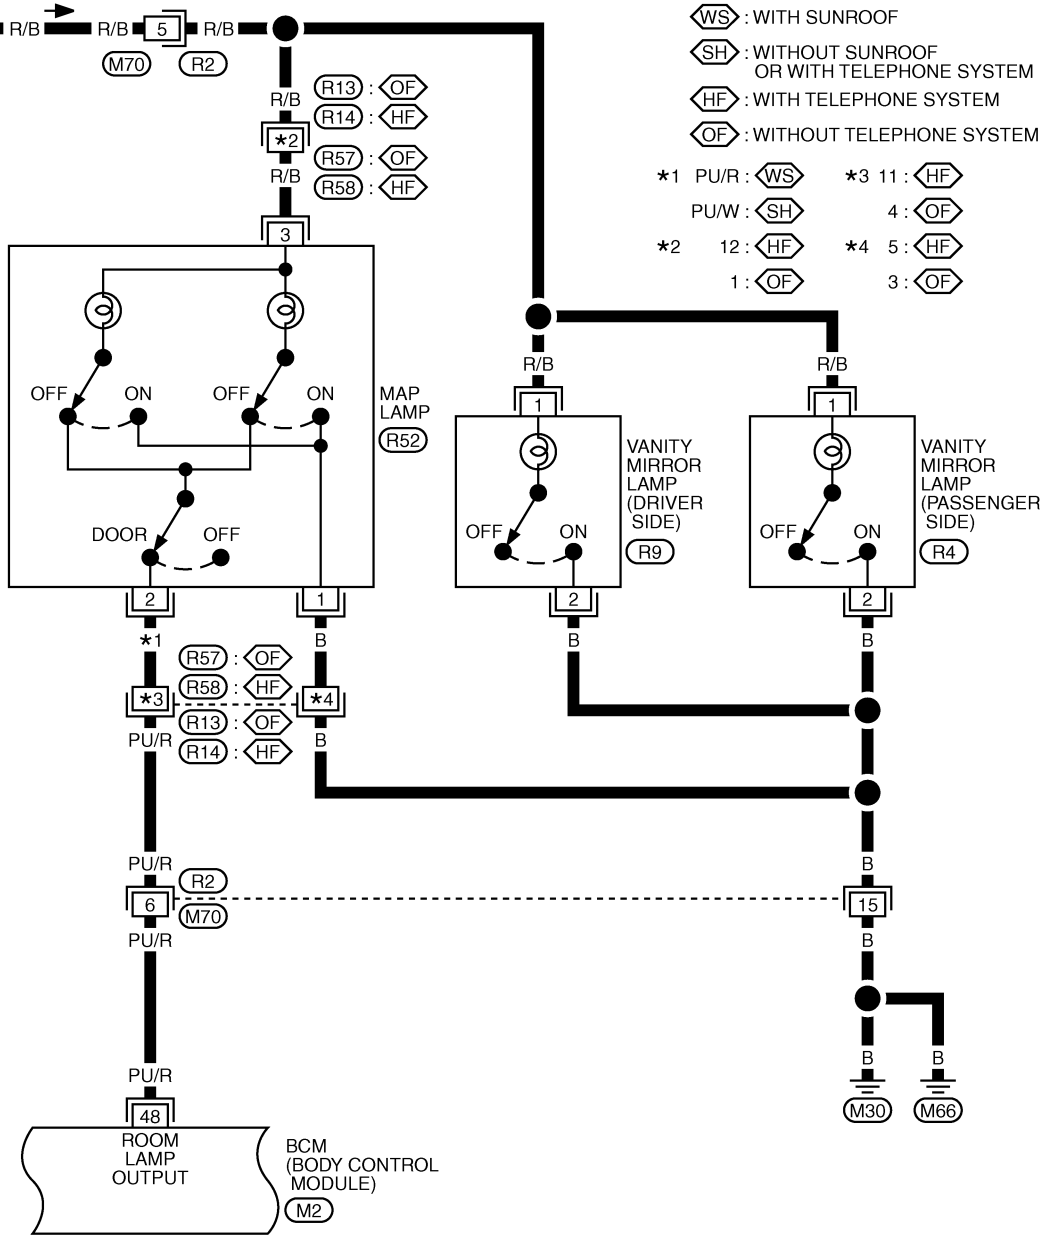 R/B R/B 5 R/B
M70 R2
WS : WITH SUNROOF
SH : WITHOUT SUNROOF
OR WITH TELEPHONE SYSTEM
HF : WITH TELEPHONE SYSTEM
OF : WITHOUT TELEPHONE SYSTEM
*1 PU/R : WS
PU/W : SH
*2 12 : HF
1 : OF
*3 11 : HF
4 : OF
*4 5 : HF
3 : OF
R/B
R13 : OF
R14 : HF
*2
R57 : OF
R58 : HF
R/B
3
OFF ON OFF ON
MAP
LAMP
R52
DOOR OFF
2 1
R/B
1
OFF ON
VANITY
MIRROR
LAMP
(DRIVER
SIDE)
R9
2
B
R/B
1
OFF ON
VANITY
MIRROR
LAMP
(PASSENGER
SIDE)
R4
2
B
*1 B
R57 : OF
R58 : HF
*3 *4
R13 : OF
R14 : HF
PU/R B
PU/R B
R2
6 15
M70
PU/R B
B B
M30 M66
PU/R
48
ROOM
LAMP
OUTPUT
BCM
(BODY CONTROL
MODULE)
M2